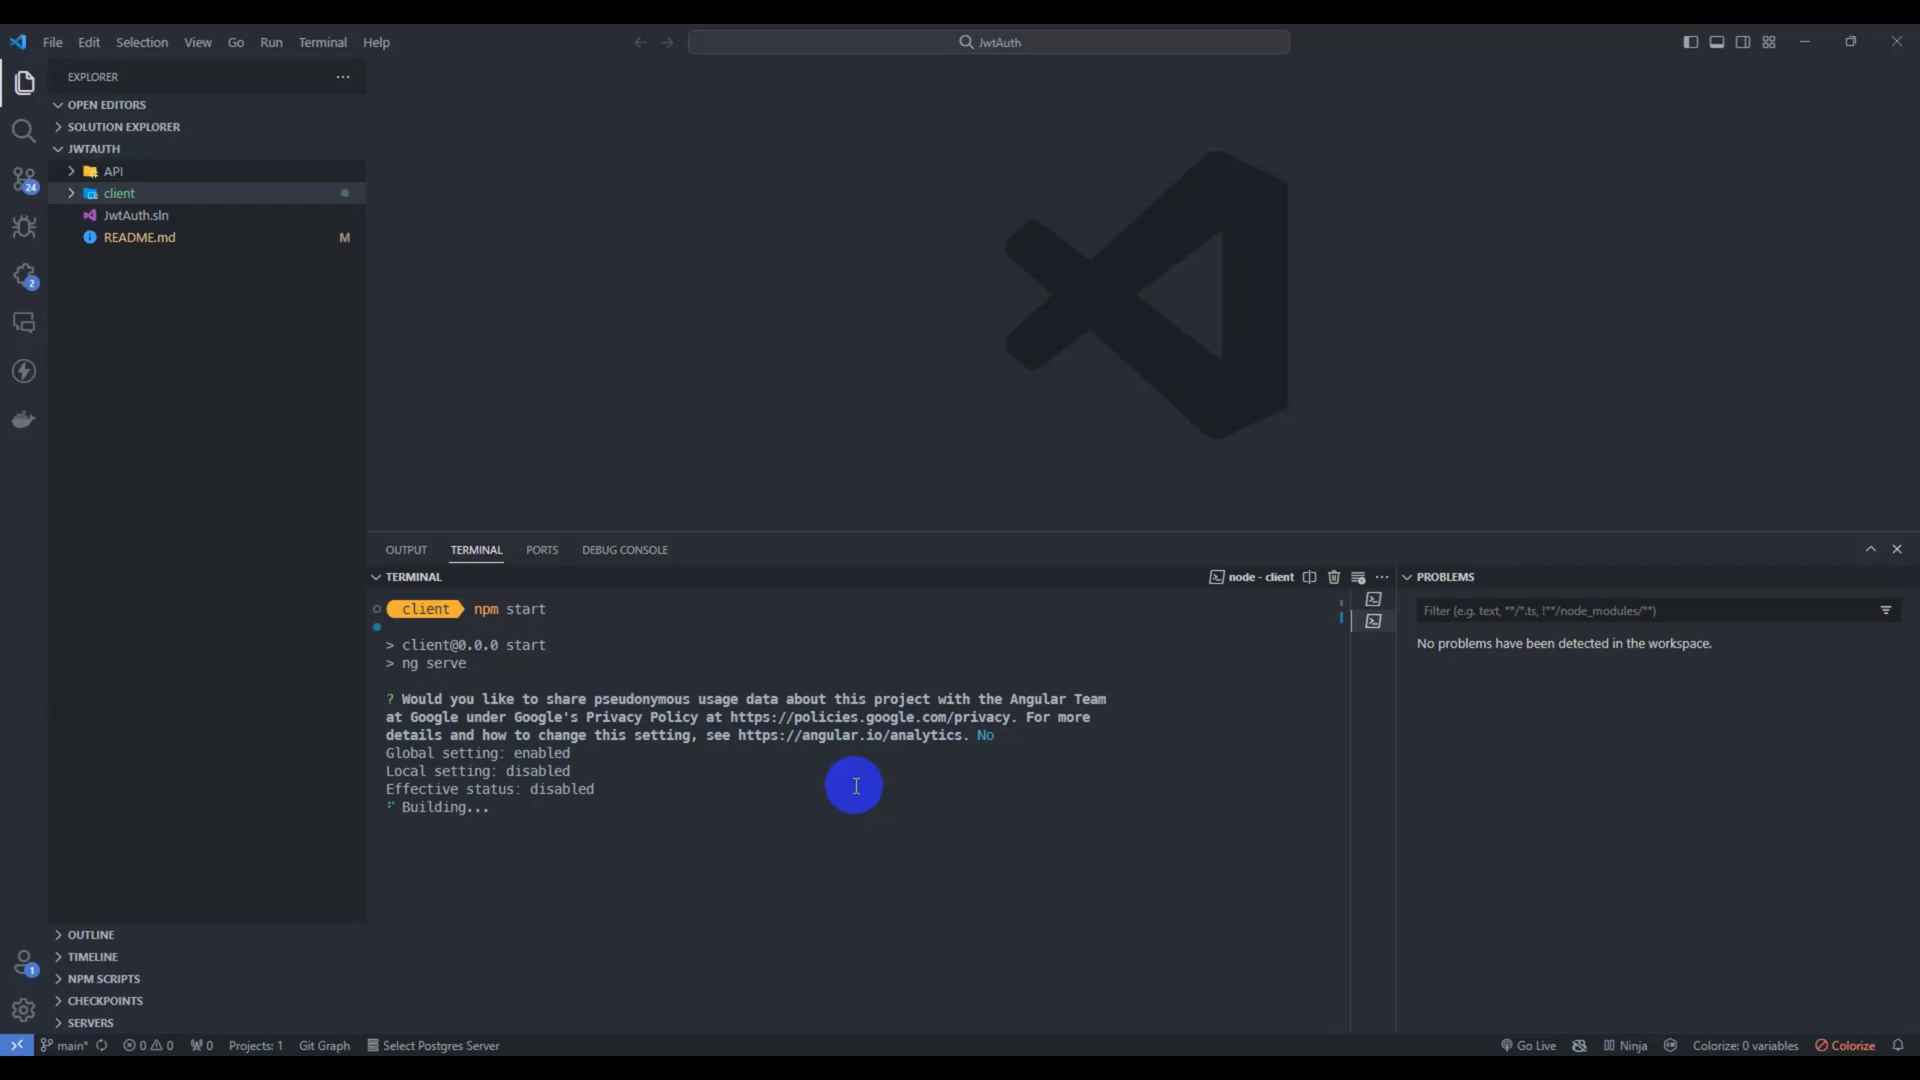 File Edit Selection View Go Run Terminal Help
JwtAuth
EXPLORER
OPEN EDITORS
SOLUTION EXPLORER
JWTAUTH
API
client
JwtAuth.sln
README.md M
24
2
1
OUTLINE
TIMELINE
NPM SCRIPTS
CHECKPOINTS
SERVERS
OUTPUT TERMINAL PORTS DEBUG CONSOLE
TERMINAL
node - client
client npm start
> client@0.0.0 start
> ng serve
? Would you like to share pseudonymous usage data about this project with the Angular Team
at Google under Google's Privacy Policy at https://policies.google.com/privacy. For more
details and how to change this setting, see https://angular.io/analytics. No
Global setting: enabled
Local setting: disabled
Effective status: disabled
Building...
PROBLEMS
Filter (e.g. text, **/*.ts, !**/node_modules/**)
No problems have been detected in the workspace.
main* 0 0 0 Projects: 1 Git Graph Select Postgres Server Go Live Ninja Colorize: 0 variables Colorize